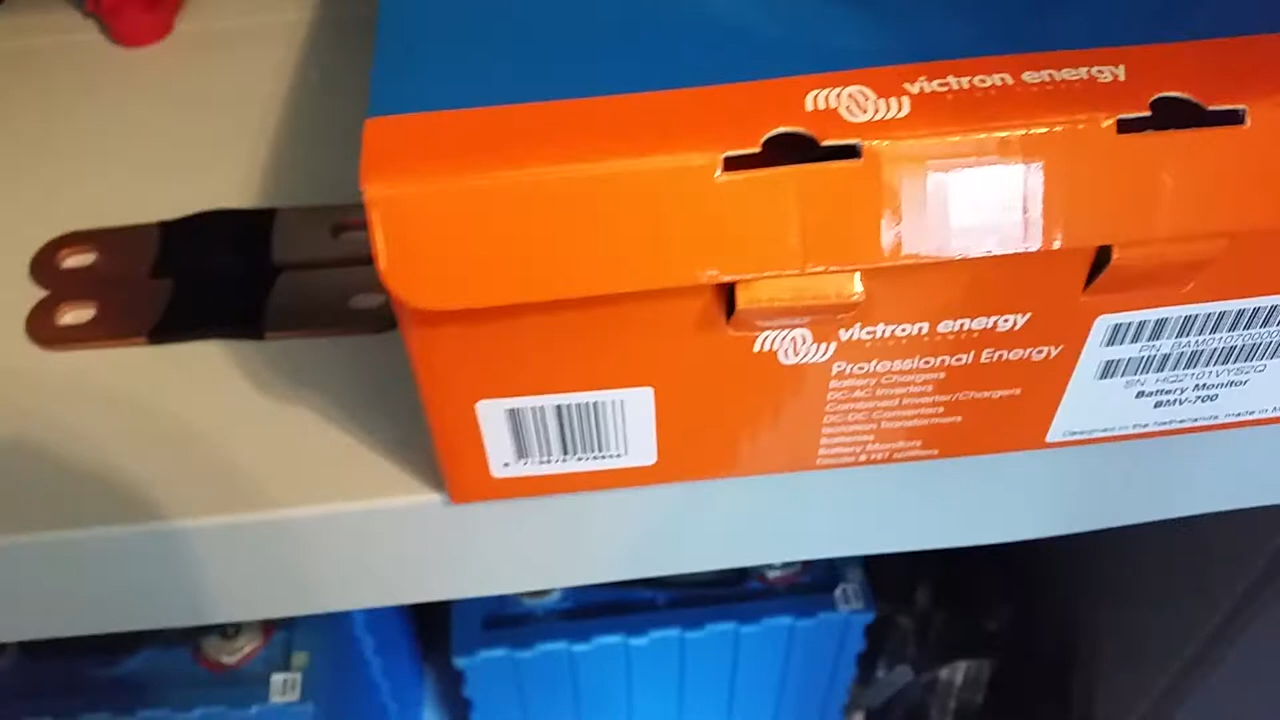 victron energy
victron energy
Professional Energy
Battery Chargers
DC-AC Inverters
Combined Inverter/Chargers
DC-DC Converters
Isolation Transformers
Batteries
Battery Monitors
PN BAM01070000
SN HQ2101VYS2Q
Battery Monitor
BMV-700
Designed in the Netherlands, made in